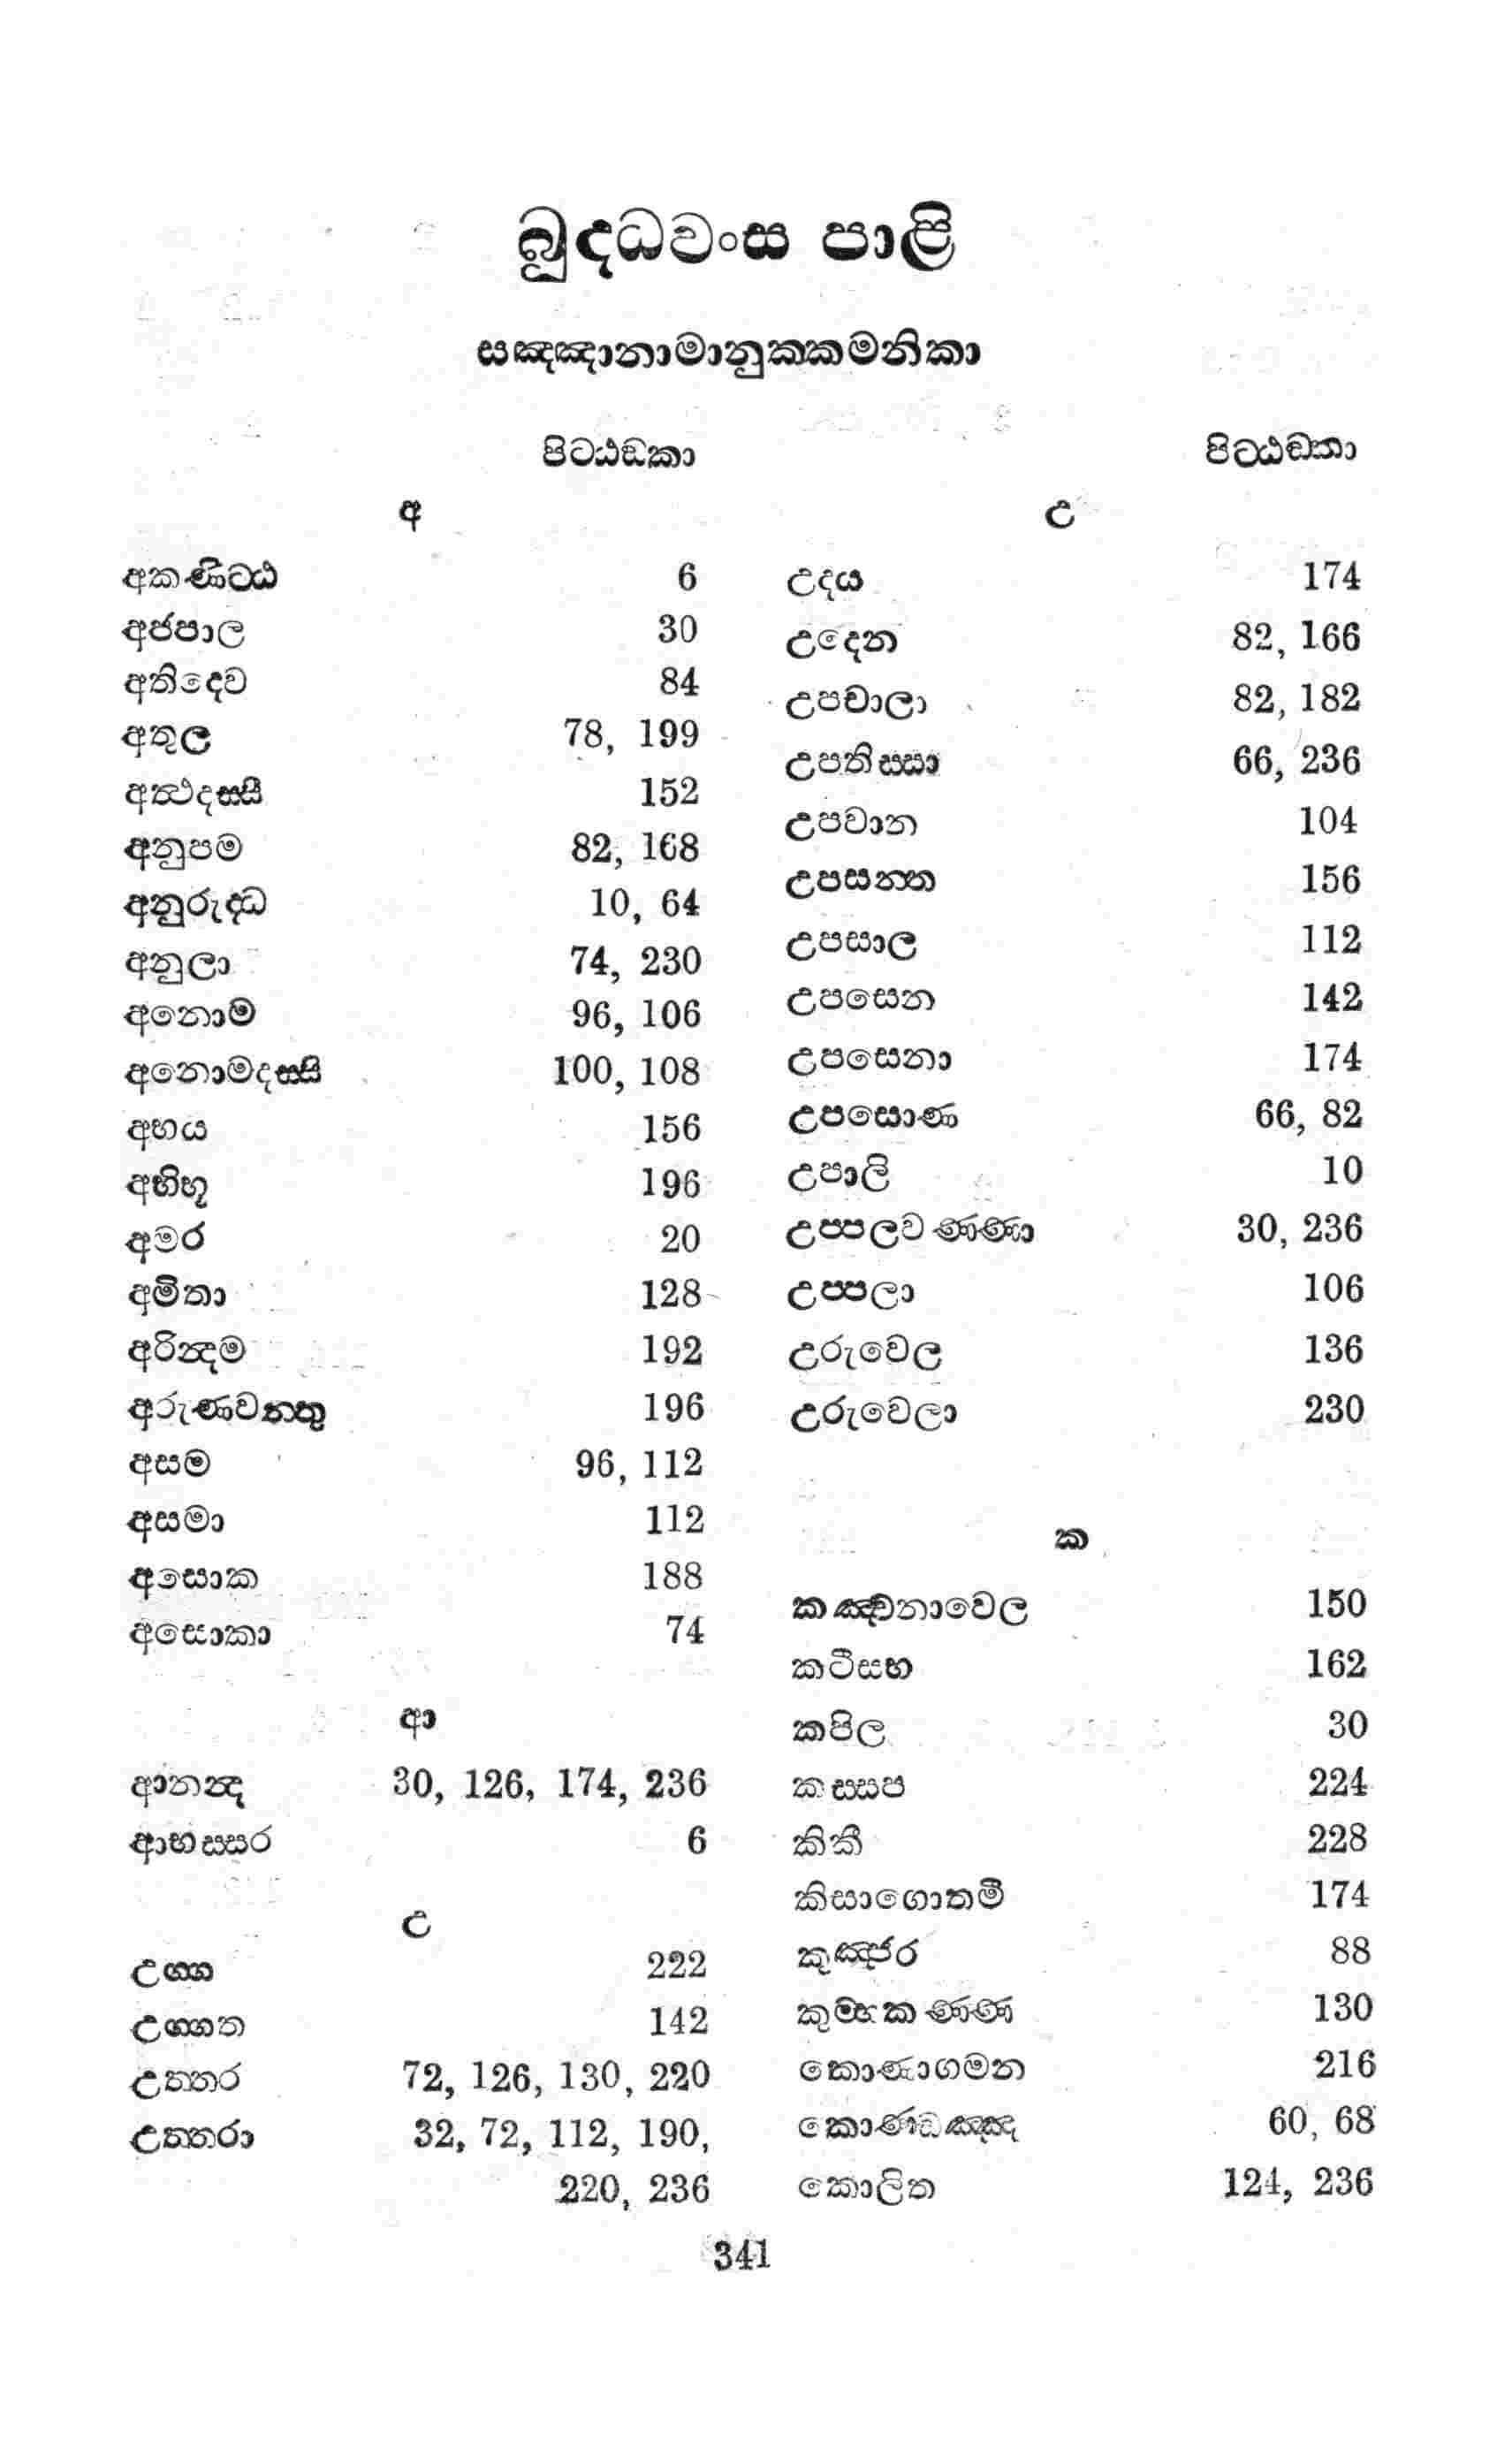 බුද්ධවංස පාළි
සඤ්ඤානාමානුක්කමනිකා
පිට්ඨඞ්කා
අ
අකණිට්ඨ 6
අජපාල 30
අතිදෙව 84
අතුල 78, 199
අත්ථදස්සී 152
අනුපම 82, 168
අනුරුද්ධ 10, 64
අනුලා 74, 230
අනොම 96, 106
අනොමදස්සි 100, 108
අභය 156
අභිභූ 196
අමර 20
අමිතා 128
අරින්දම 192
අරුණවත්තු 196
අසම 96, 112
අසමා 112
අසොක 188
අසොකා 74
ආ
ආනන්ද 30, 126, 174, 236
ආභස්සර 6
උ
උග්ග 222
උග්ගත 142
උත්තර 72, 126, 130, 220
උත්තරා 32, 72, 112, 190,
220, 236
පිට්ඨඞ්කා
උ
උදය 174
උදෙන 82, 166
උපචාලා 82, 182
උපතිස්සා 66, 236
උපවාන 104
උපසන්ත 156
උපසාල 112
උපසෙන 142
උපසෙනා 174
උපසොණ 66, 82
උපාලි 10
උප්පලවණ්ණා 30, 236
උප්පලා 106
උරුවෙල 136
උරුවෙලා 230
ක
කඤ්චනාවෙල 150
කටීසභ 162
කපිල 30
කස්සප 224
කිකී 228
කිසාගොතමී 174
කුඤ්ජර 88
කුම්භකණ්ණ 130
කොණාගමන 216
කොණ්ඩඤ්ඤ 60, 68
කොලිත 124, 236
341